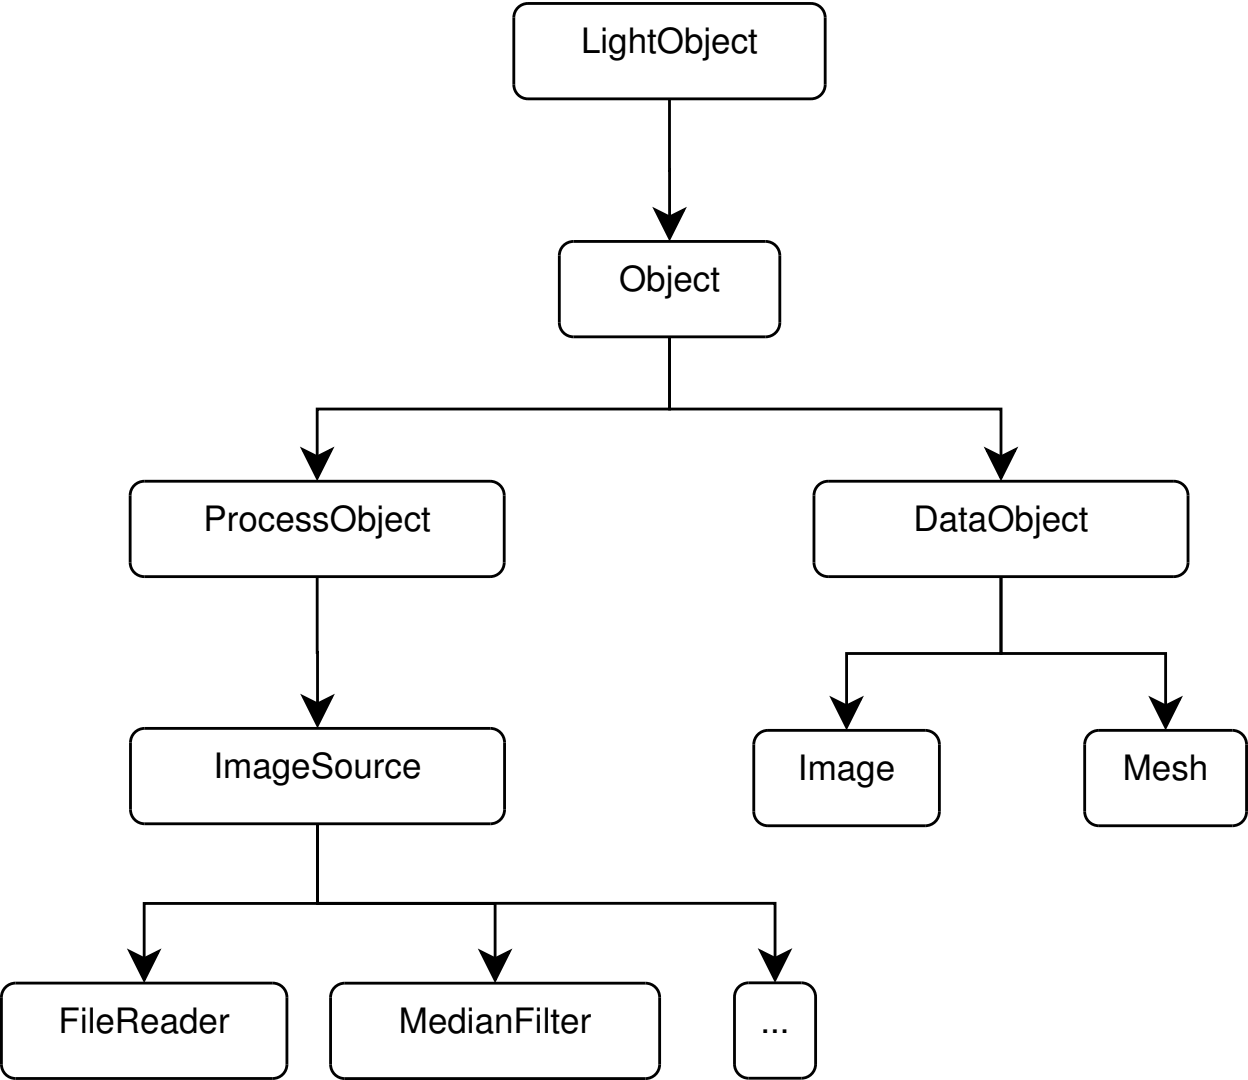 LightObject
Object
ProcessObject
DataObject
ImageSource
Image
Mesh
FileReader
MedianFilter
...